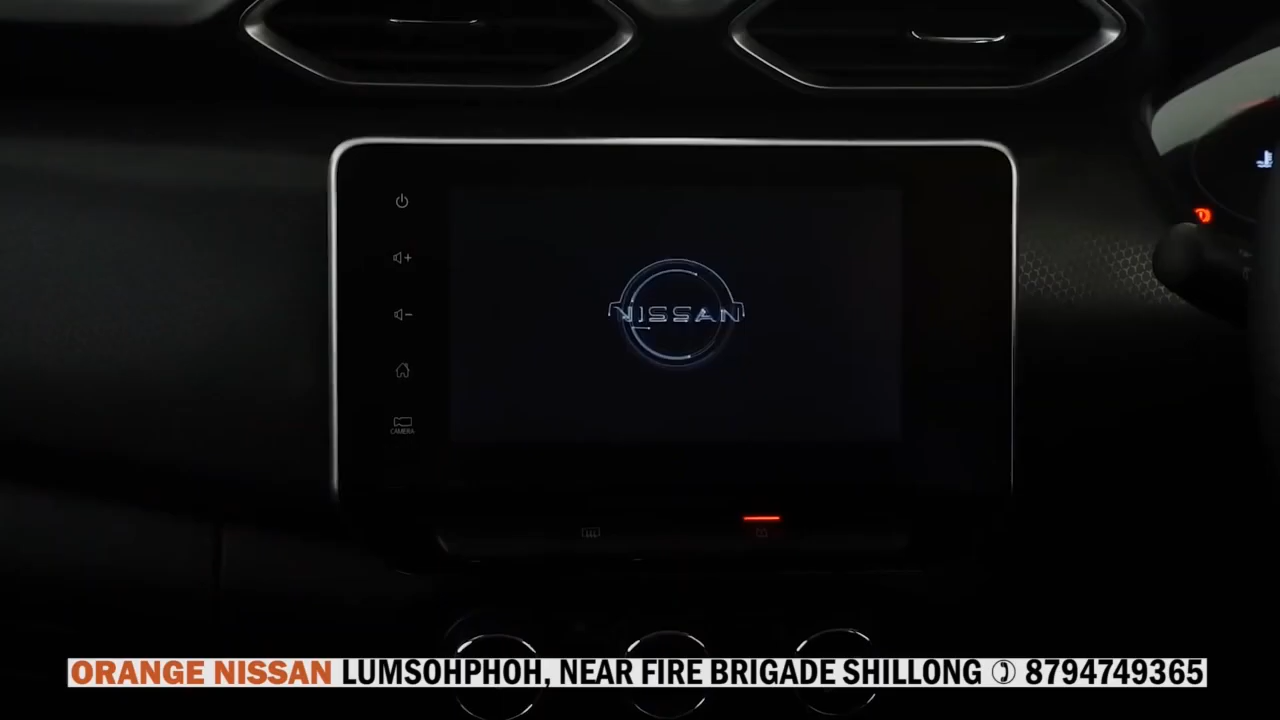 NISSAN
CAMERA
ORANGE NISSAN LUMSOHPHOH, NEAR FIRE BRIGADE SHILLONG ✆ 8794749365